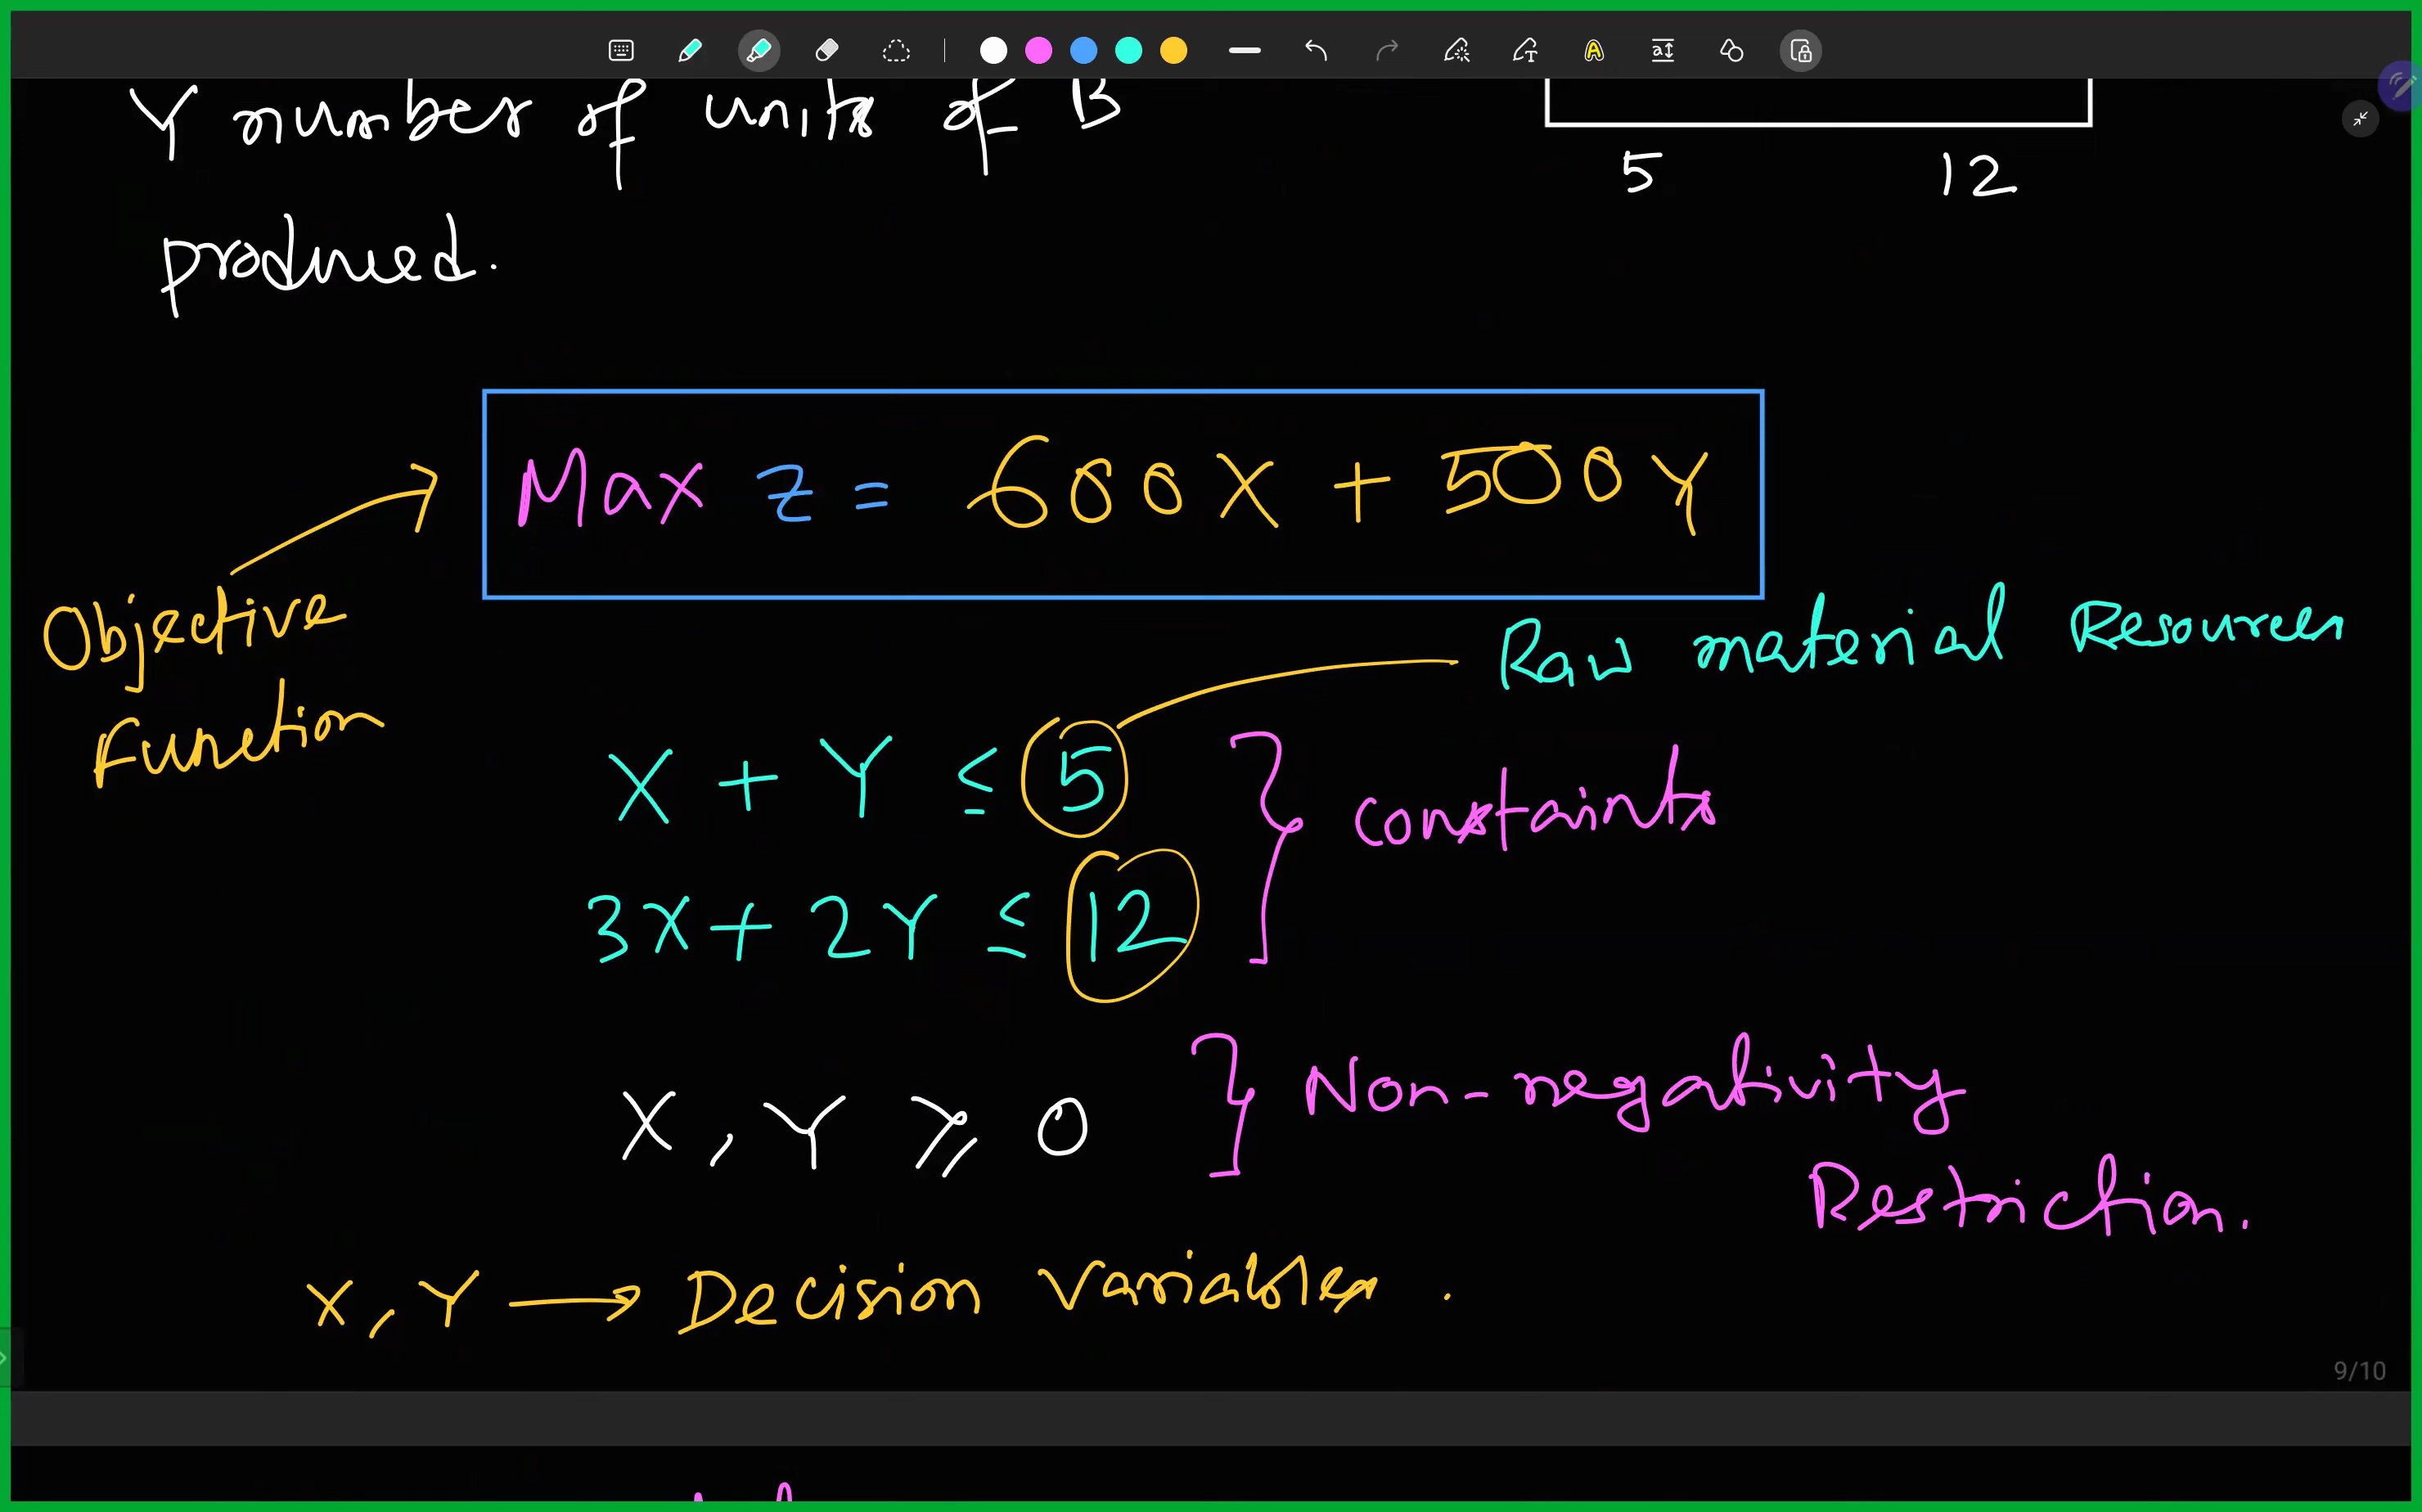 Y number of units of B
5 12
produced.
Max Z = 600X + 500Y
Objective
Function
Raw material Resources
X + Y ≤ 5
constaints
3X + 2Y ≤ 12
X, Y ≥ 0
Non-negativity
Restriction.
X, Y → Decision Variables.
9/10